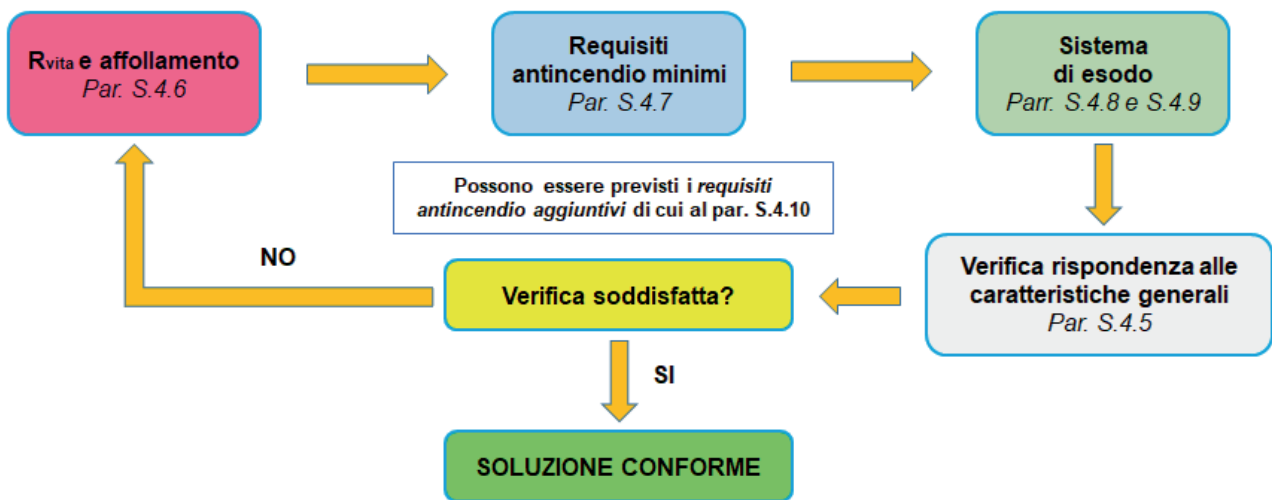 Rvita e affollamento
Par. S.4.6
Requisiti
antincendio minimi
Par. S.4.7
Sistema
di esodo
Parr. S.4.8 e S.4.9
Possono essere previsti i requisiti
antincendio aggiuntivi di cui al par. S.4.10
Verifica rispondenza alle
caratteristiche generali
Par. S.4.5
Verifica soddisfatta?
NO
SI
SOLUZIONE CONFORME